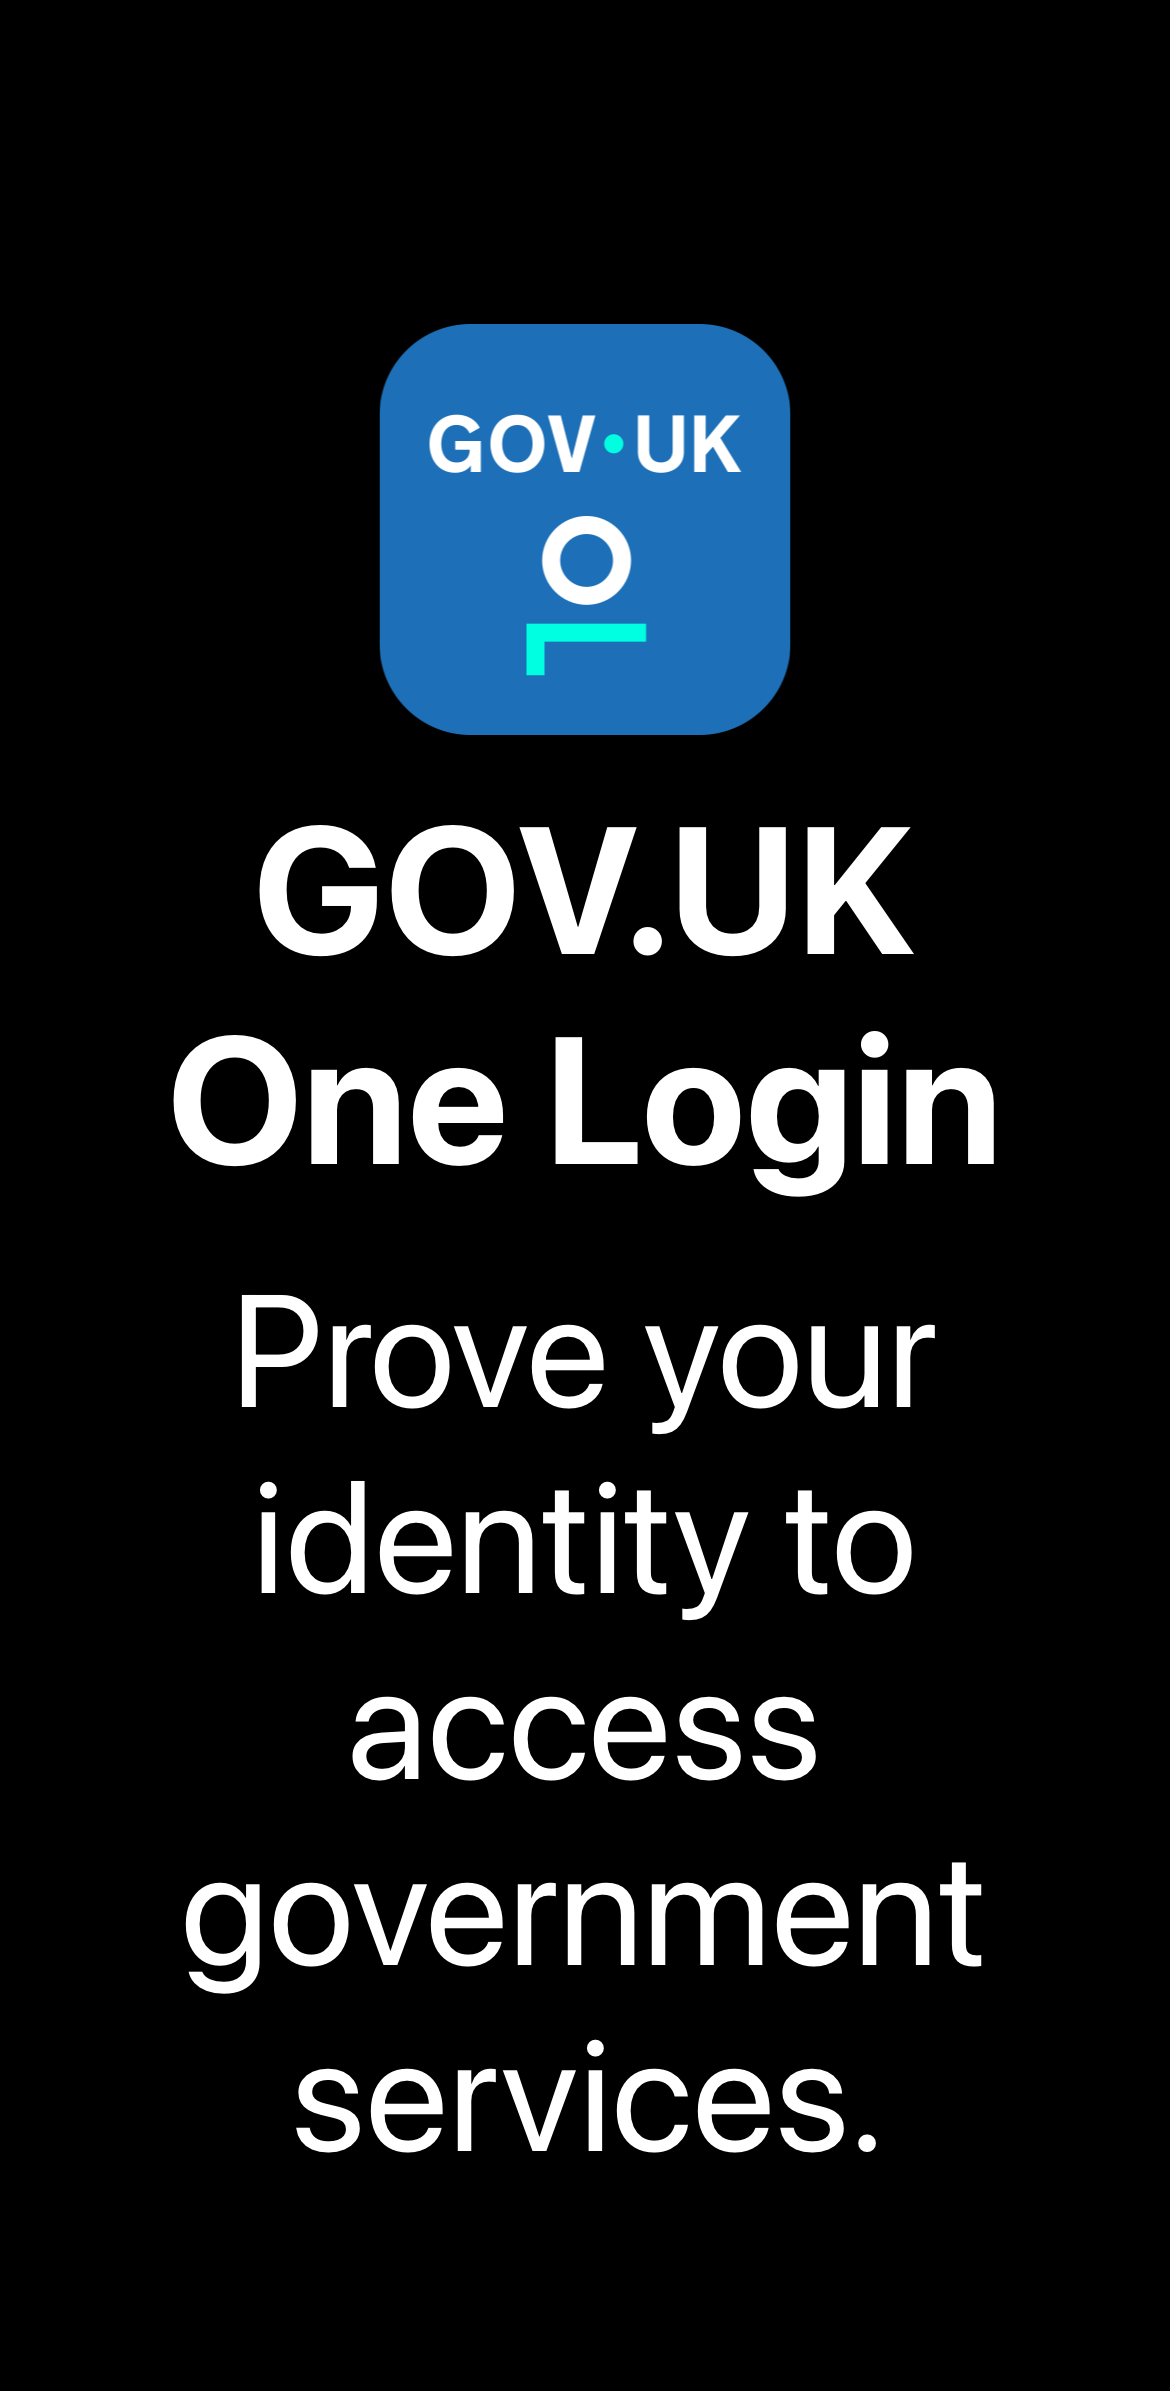 GOV•UK
GOV.UK
One Login
Prove your
identity to
access
government
services.